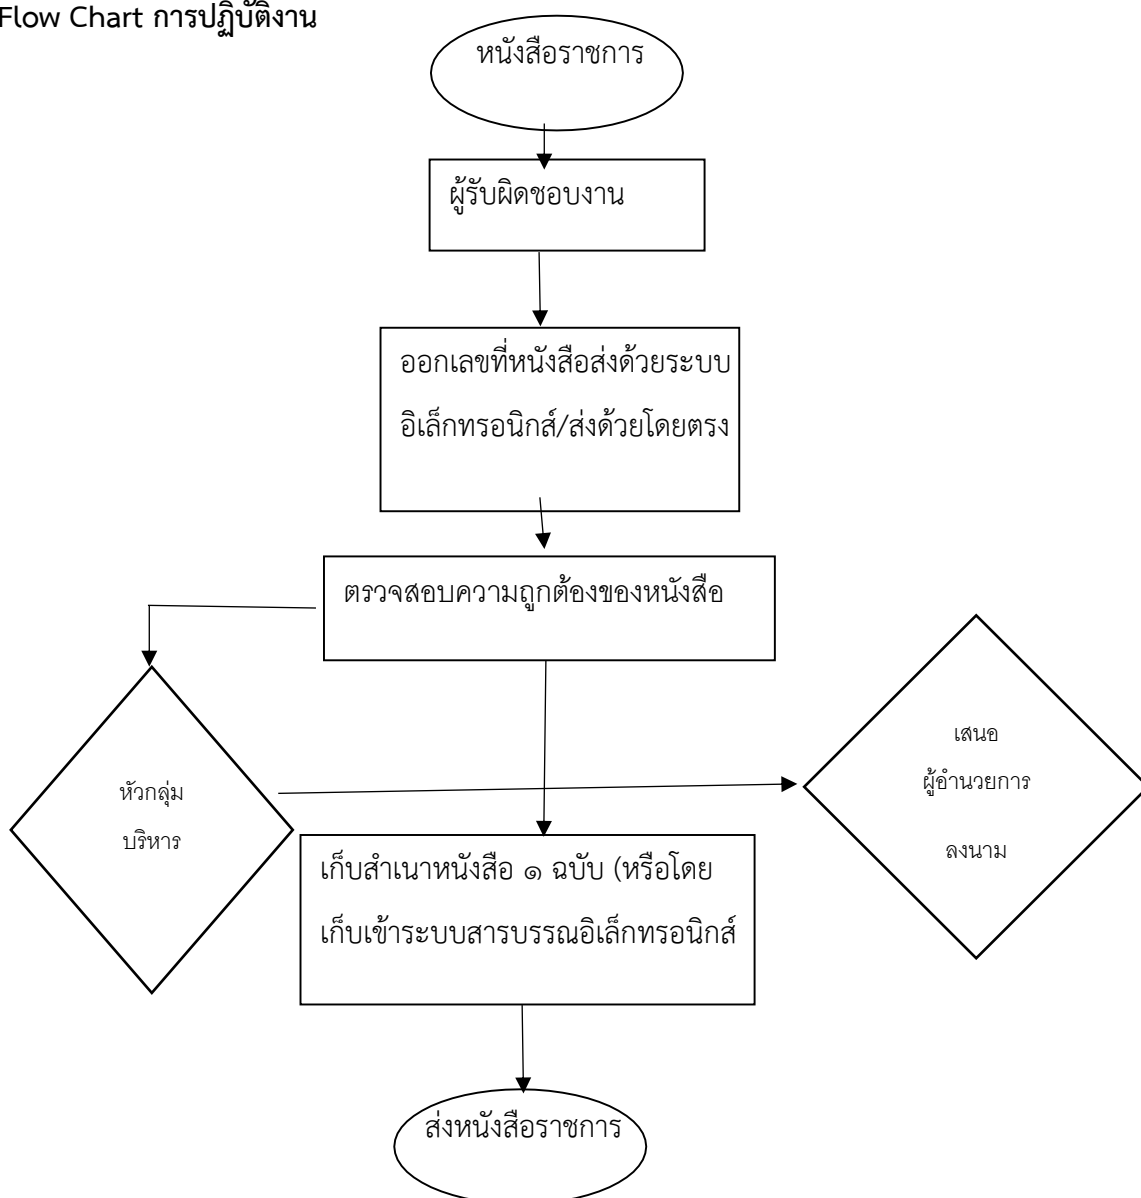 Flow Chart การปฏิบัติงาน
หนังสือราชการ
ผู้รับผิดชอบงาน
ออกเลขที่หนังสือส่งด้วยระบบ
อิเล็กทรอนิกส์/ส่งด้วยโดยตรง
ตรวจสอบความถูกต้องของหนังสือ
หัวกลุ่ม
บริหาร
เสนอ
ผู้อำนวยการ
ลงนาม
เก็บสำเนาหนังสือ ๑ ฉบับ (หรือโดย
เก็บเข้าระบบสารบรรณอิเล็กทรอนิกส์
ส่งหนังสือราชการ